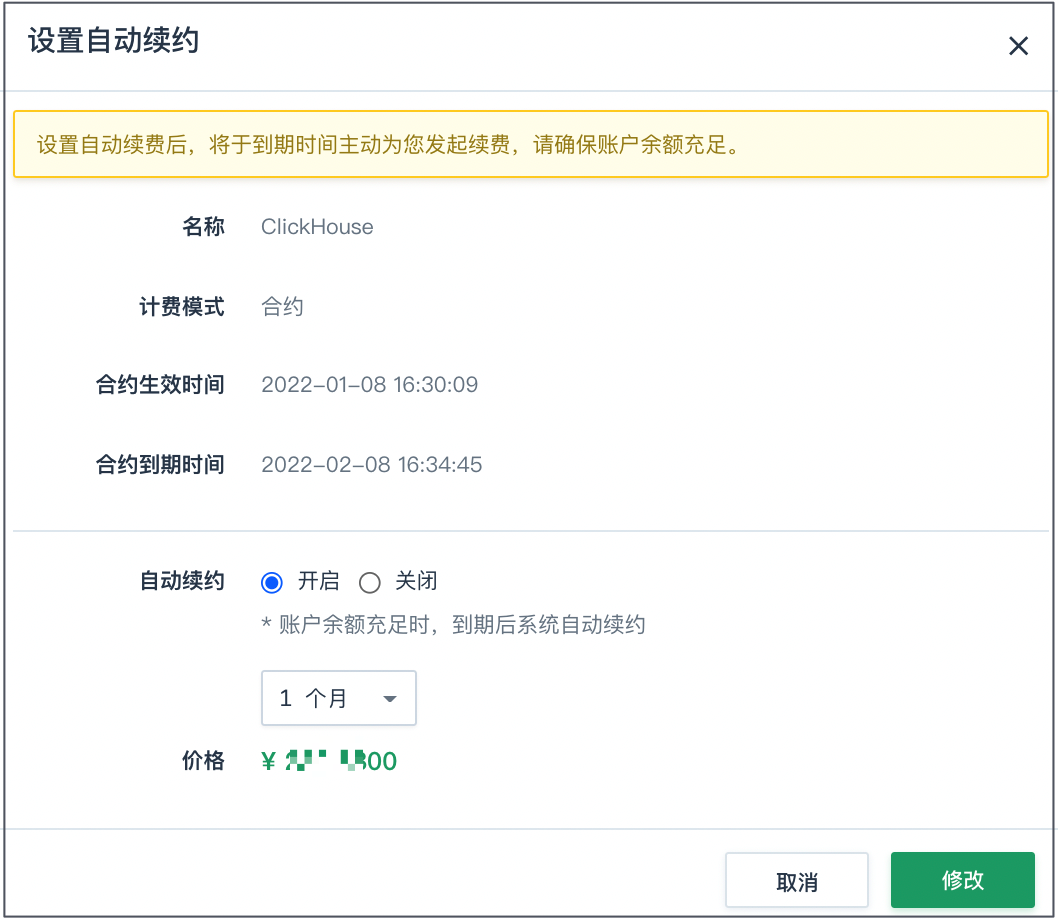 设置自动续约
设置自动续费后，将于到期时间主动为您发起续费，请确保账户余额充足。
名称 ClickHouse
计费模式 合约
合约生效时间 2022-01-08 16:30:09
合约到期时间 2022-02-08 16:34:45
自动续约 开启 关闭
* 账户余额充足时，到期后系统自动续约
1 个月
价格 ¥
取消 修改